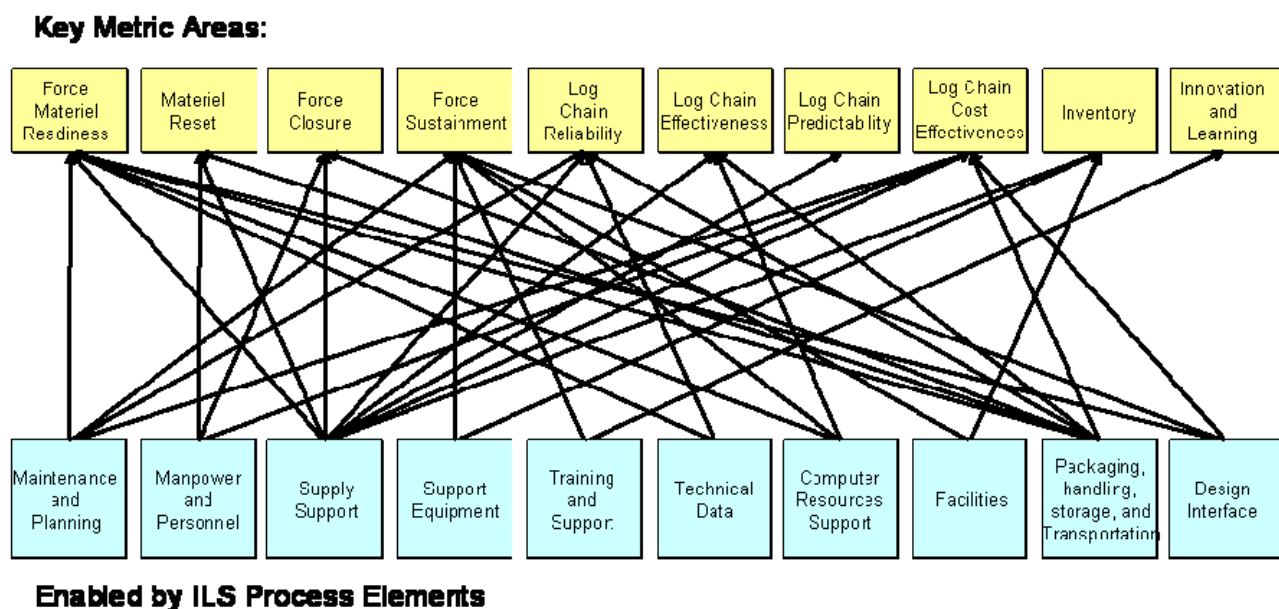 Key Metric Areas:
Force
Materiel
Readiness
Materiel
Reset
Force
Closure
Force
Sustainment
Log
Chain
Reliability
Log Chain
Effectiveness
Log Chain
Predictability
Log Chain
Cost
Effectiveness
Inventory
Innovation
and
Learning
Maintenance
and
Planning
Manpower
and
Personnel
Supply
Support
Support
Equipment
Training
and
Support
Technical
Data
Computer
Resources
Support
Facilities
Packaging,
handling,
storage, and
Transportation
Design
Interface
Enabled by ILS Process Elements